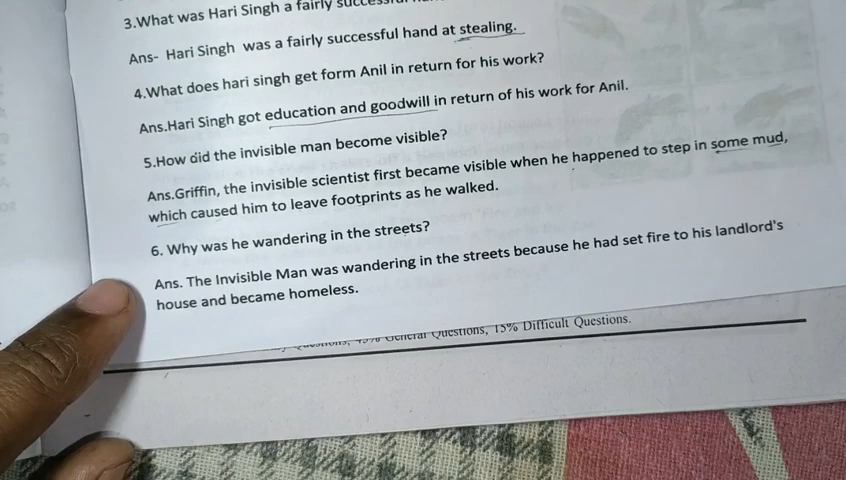 3.What was Hari Singh a fairly
Ans- Hari Singh was a fairly successful hand at stealing.
4.What does hari singh get form Anil in return for his work?
Ans.Hari Singh got education and goodwill in return of his work for Anil.
5.How did the invisible man become visible?
Ans.Griffin, the invisible scientist first became visible when he happened to step in some mud,
which caused him to leave footprints as he walked.
6. Why was he wandering in the streets?
Ans. The Invisible Man was wandering in the streets because he had set fire to his landlord's
house and became homeless.
General Questions, 15% Difficult Questions.